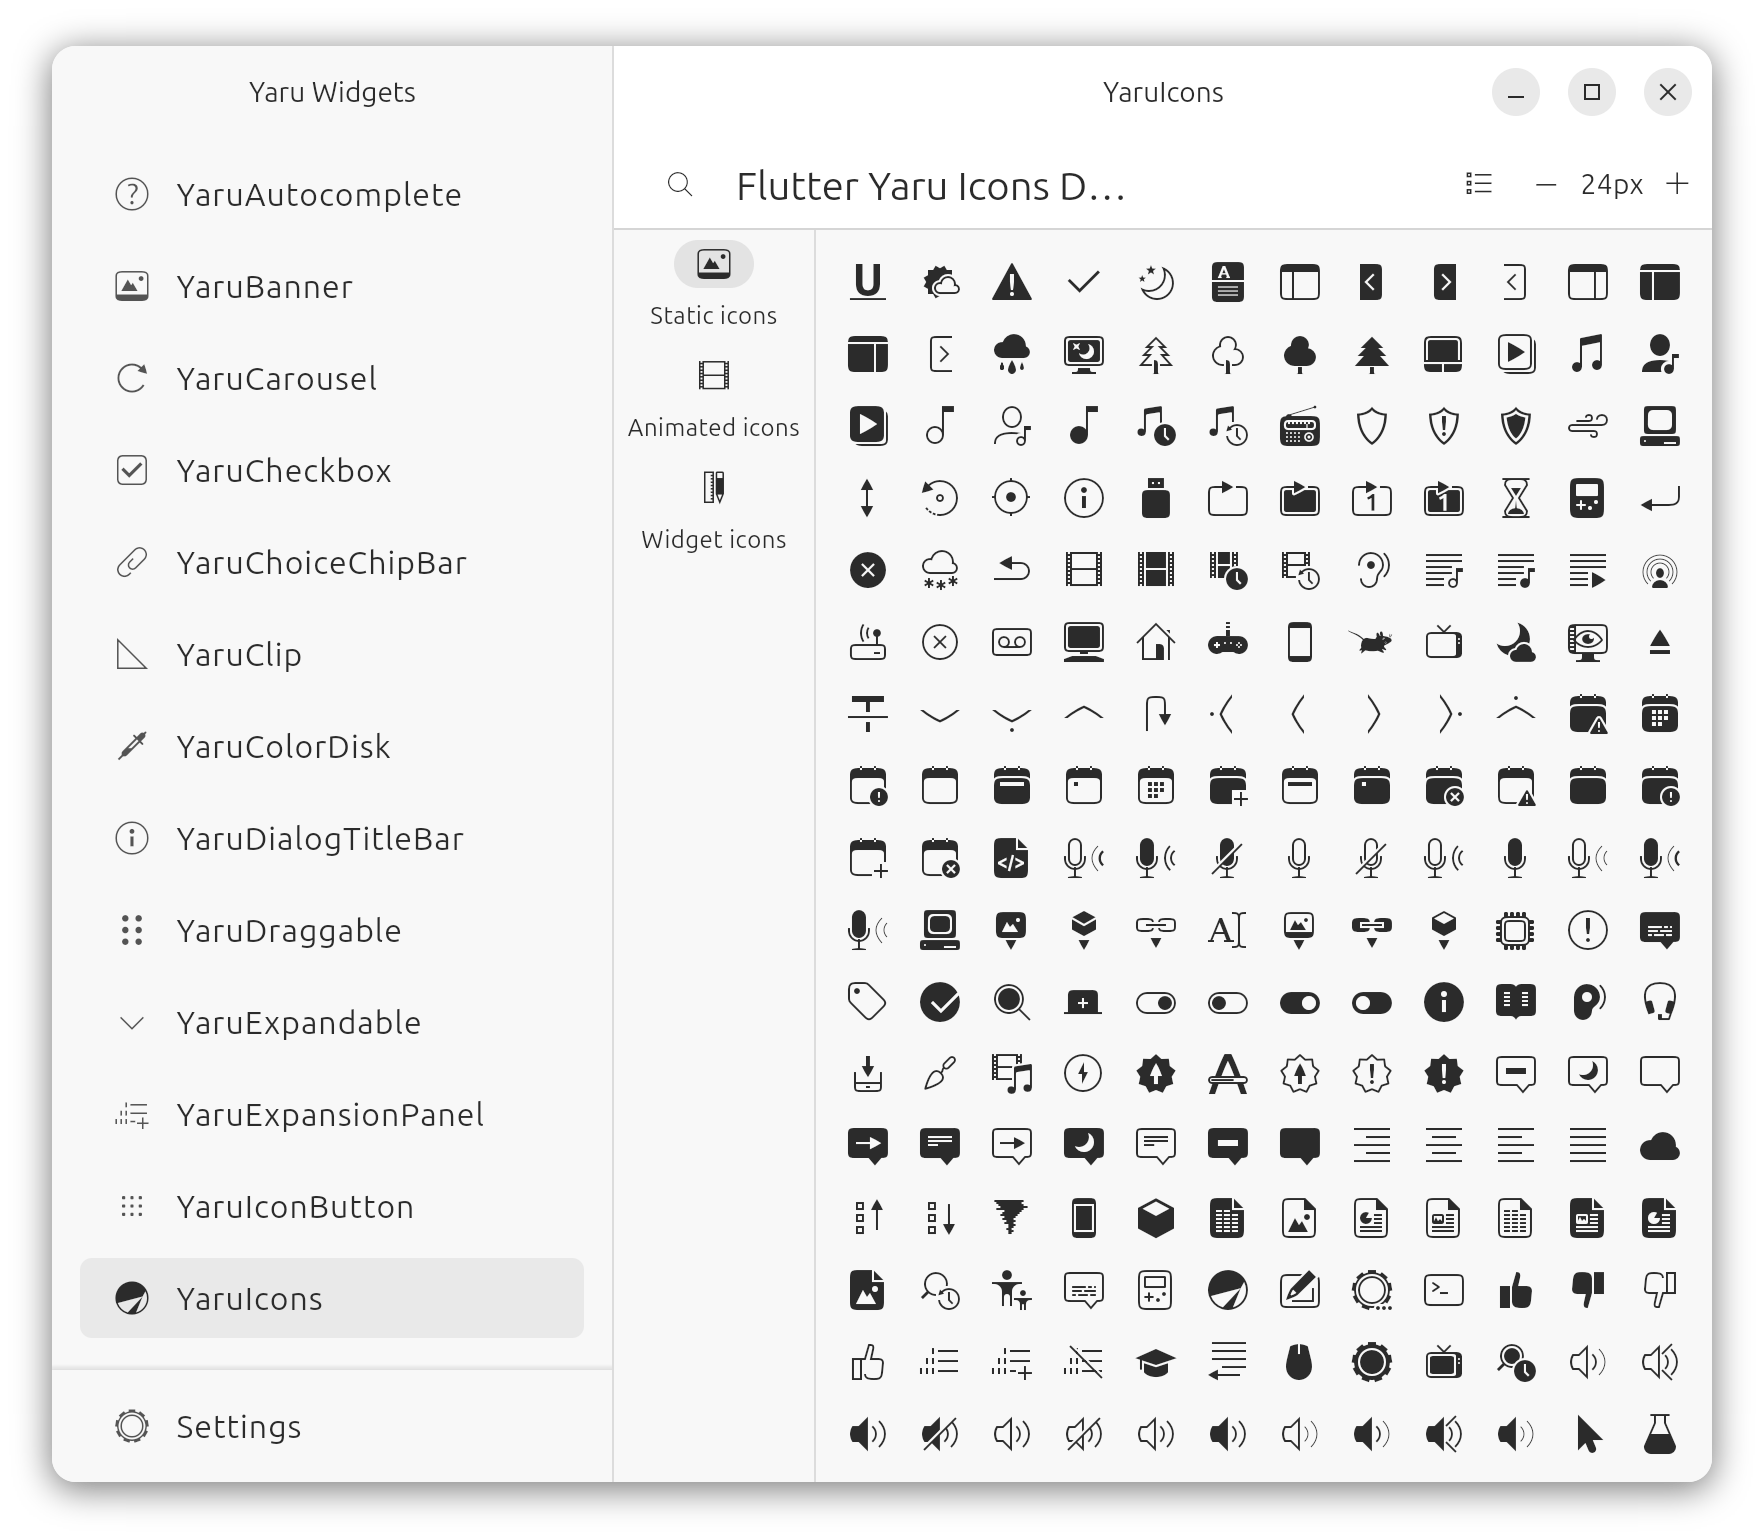 Yaru Widgets
YaruIcons
YaruAutocomplete
YaruBanner
YaruCarousel
YaruCheckbox
YaruChoiceChipBar
YaruClip
YaruColorDisk
YaruDialogTitleBar
YaruDraggable
YaruExpandable
YaruExpansionPanel
YaruIconButton
YaruIcons
Settings
Flutter Yaru Icons D...
24px
Static icons
Animated icons
Widget icons